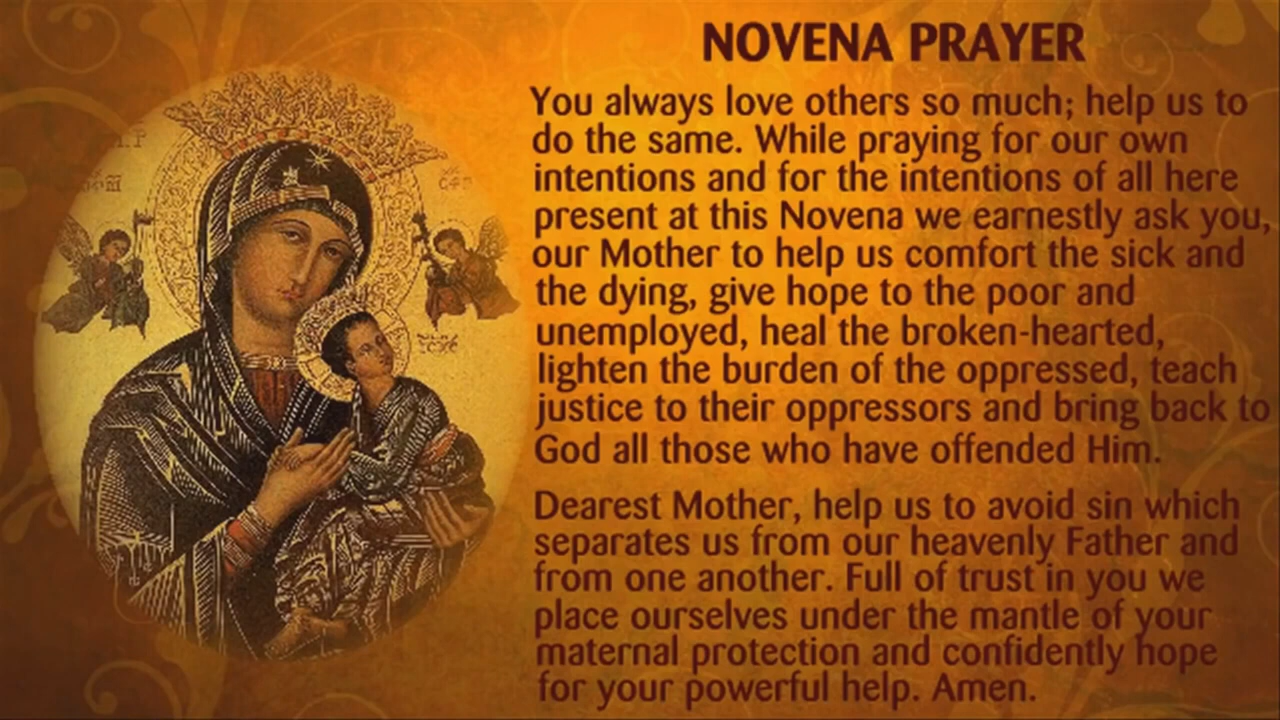 NOVENA PRAYER
You always love others so much; help us to
do the same. While praying for our own
intentions and for the intentions of all here
present at this Novena we earnestly ask you,
our Mother to help us comfort the sick and
the dying, give hope to the poor and
unemployed, heal the broken-hearted,
lighten the burden of the oppressed, teach
justice to their oppressors and bring back to
God all those who have offended Him.
Dearest Mother, help us to avoid sin which
separates us from our heavenly Father and
from one another. Full of trust in you we
place ourselves under the mantle of your
maternal protection and confidently hope
for your powerful help. Amen.